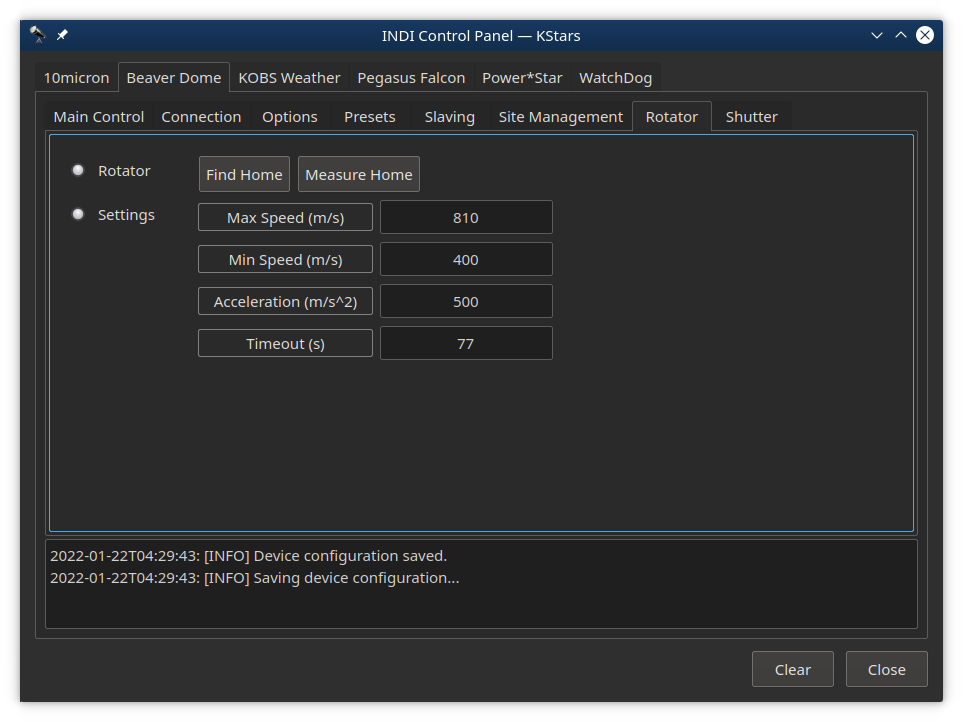 INDI Control Panel — KStars
10micron Beaver Dome KOBS Weather Pegasus Falcon Power*Star WatchDog
Main Control Connection Options Presets Slaving Site Management Rotator Shutter
Rotator Find Home Measure Home
Settings Max Speed (m/s) 810
Min Speed (m/s) 400
Acceleration (m/s^2) 500
Timeout (s) 77
2022-01-22T04:29:43: [INFO] Device configuration saved.
2022-01-22T04:29:43: [INFO] Saving device configuration...
Clear Close